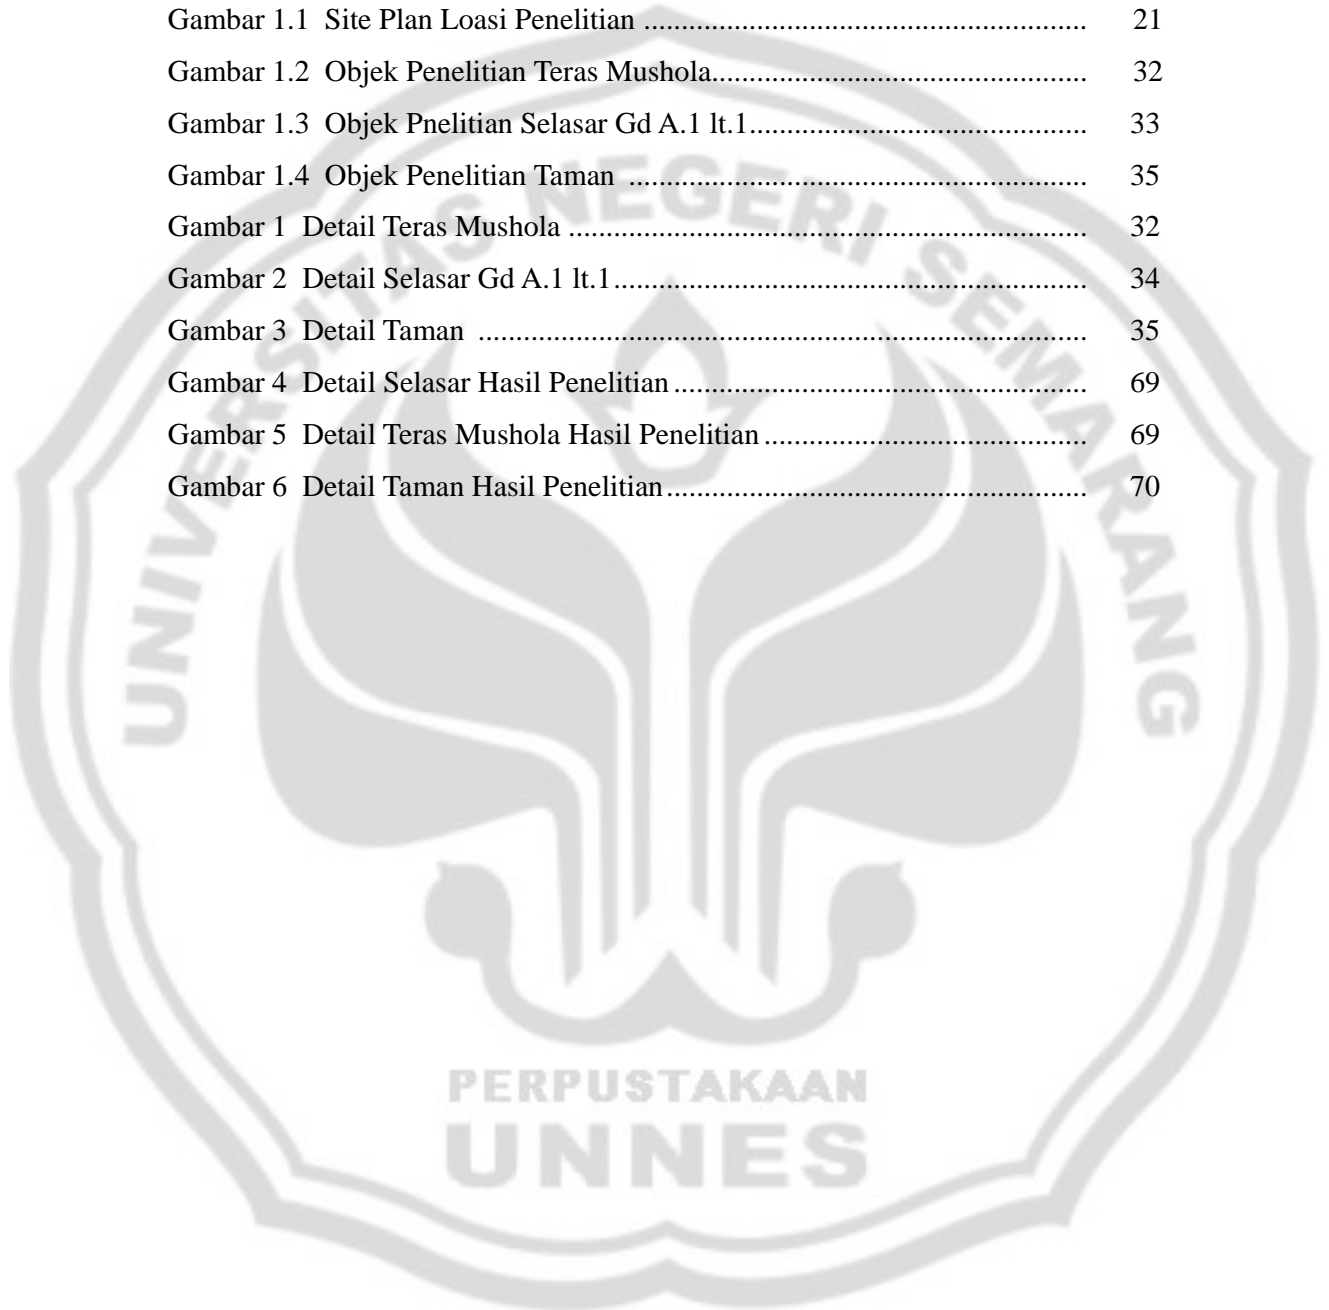 Gambar 1.1  Site Plan Loasi Penelitian ........................................................ 21
Gambar 1.2  Objek Penelitian Teras Mushola............................................... 32
Gambar 1.3  Objek Pnelitian Selasar Gd A.1 lt.1.......................................... 33
Gambar 1.4  Objek Penelitian Taman  .......................................................... 35
Gambar 1  Detail Teras Mushola .................................................................. 32
Gambar 2  Detail Selasar Gd A.1 lt.1............................................................ 34
Gambar 3  Detail Taman  ............................................................................. 35
Gambar 4  Detail Selasar Hasil Penelitian .................................................... 69
Gambar 5  Detail Teras Mushola Hasil Penelitian ......................................... 69
Gambar 6  Detail Taman Hasil Penelitian ..................................................... 70
UNIVERSITAS NEGERI SEMARANG
PERPUSTAKAAN
UNNES